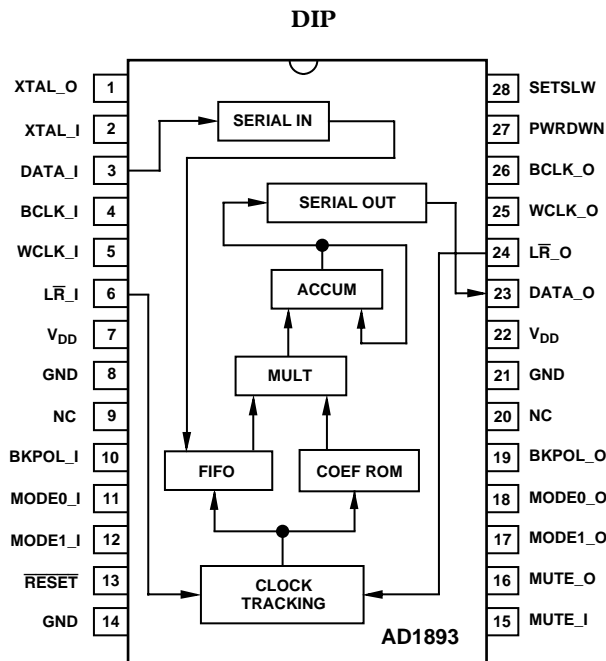 DIP
XTAL_O 1
XTAL_I 2
DATA_I 3
BCLK_I 4
WCLK_I 5
LR̅_I 6
VDD 7
GND 8
NC 9
BKPOL_I 10
MODE0_I 11
MODE1_I 12
R̅E̅S̅E̅T̅ 13
GND 14
SERIAL IN
SERIAL OUT
ACCUM
MULT
FIFO
COEF ROM
CLOCK
TRACKING
AD1893
28 SETSLW
27 PWRDWN
26 BCLK_O
25 WCLK_O
24 LR̅_O
23 DATA_O
22 VDD
21 GND
20 NC
19 BKPOL_O
18 MODE0_O
17 MODE1_O
16 MUTE_O
15 MUTE_I